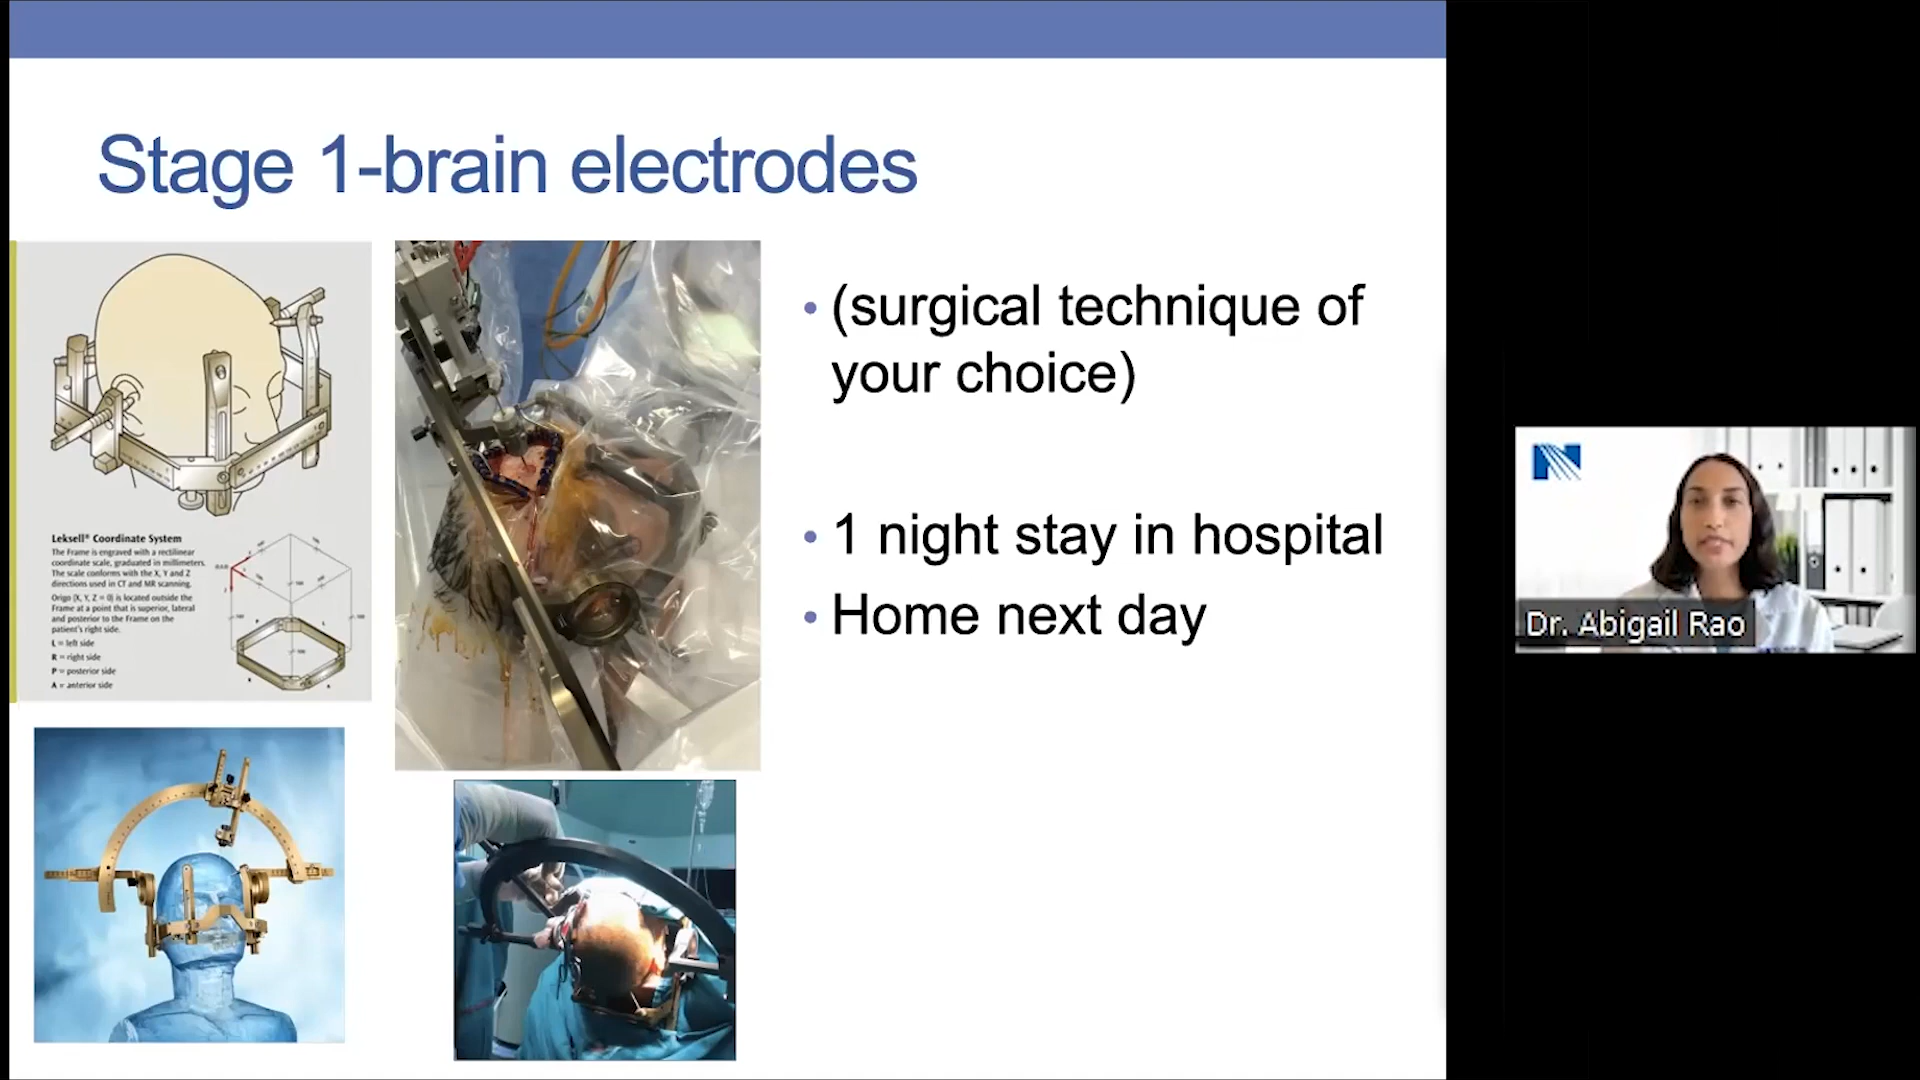 Stage 1-brain electrodes
Leksell® Coordinate System
The Frame is engraved with a rectilinear
coordinate scale, graduated in millimeters.
The scale conforms with the X, Y and Z
directions used in CT and MR scanning.
Origo (X, Y, Z = 0) is located outside the
Frame at a point that is superior, lateral
and posterior to the Frame on the
patient's right side.
L = left side
R = right side
P = posterior side
A = anterior side
• (surgical technique of
your choice)
• 1 night stay in hospital
• Home next day
N
Dr. Abigail Rao